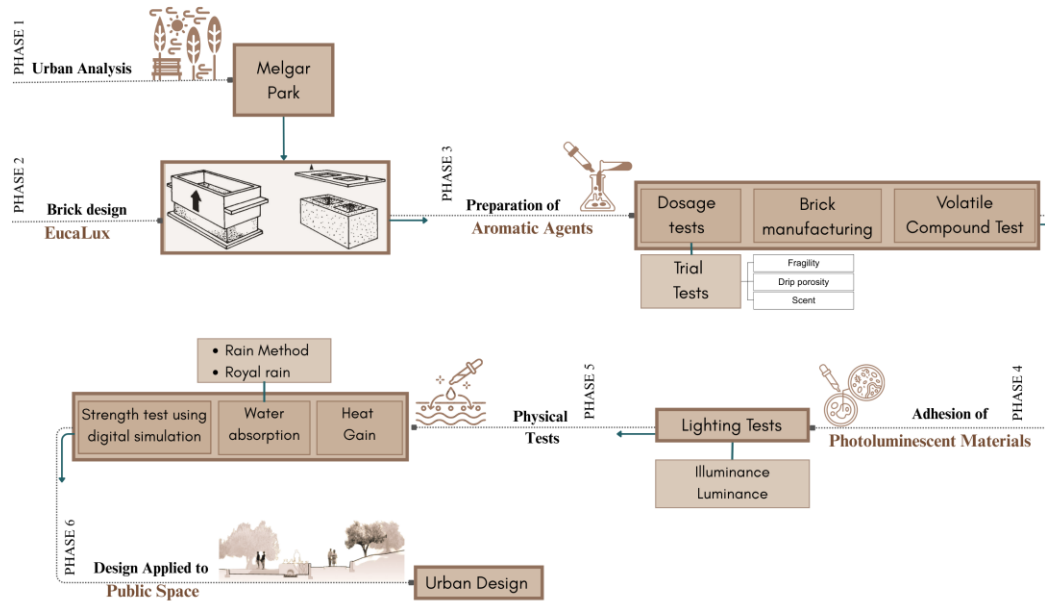 PHASE 1
Urban Analysis
Melgar
Park
PHASE 2
Brick design
EucaLux
PHASE 3
Preparation of
Aromatic Agents
Dosage
tests
Brick
manufacturing
Volatile
Compound Test
Trial
Tests
Fragility
Drip porosity
Scent
PHASE 4
Adhesion of
Photoluminescent Materials
Lighting Tests
Illuminance
Luminance
PHASE 5
Physical
Tests
• Rain Method
• Royal rain
Strength test using
digital simulation
Water
absorption
Heat
Gain
PHASE 6
Design Applied to
Public Space
Urban Design